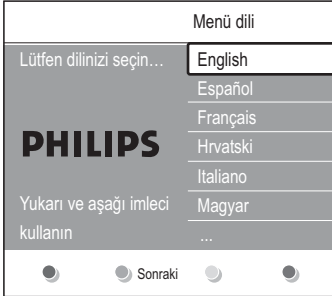 Menü dili
Lütfen dilinizi seçin…
English
Español
Français
PHILIPS
Hrvatski
Italiano
Yukarı ve aşağı imleci
kullanın
Magyar
...
Sonraki